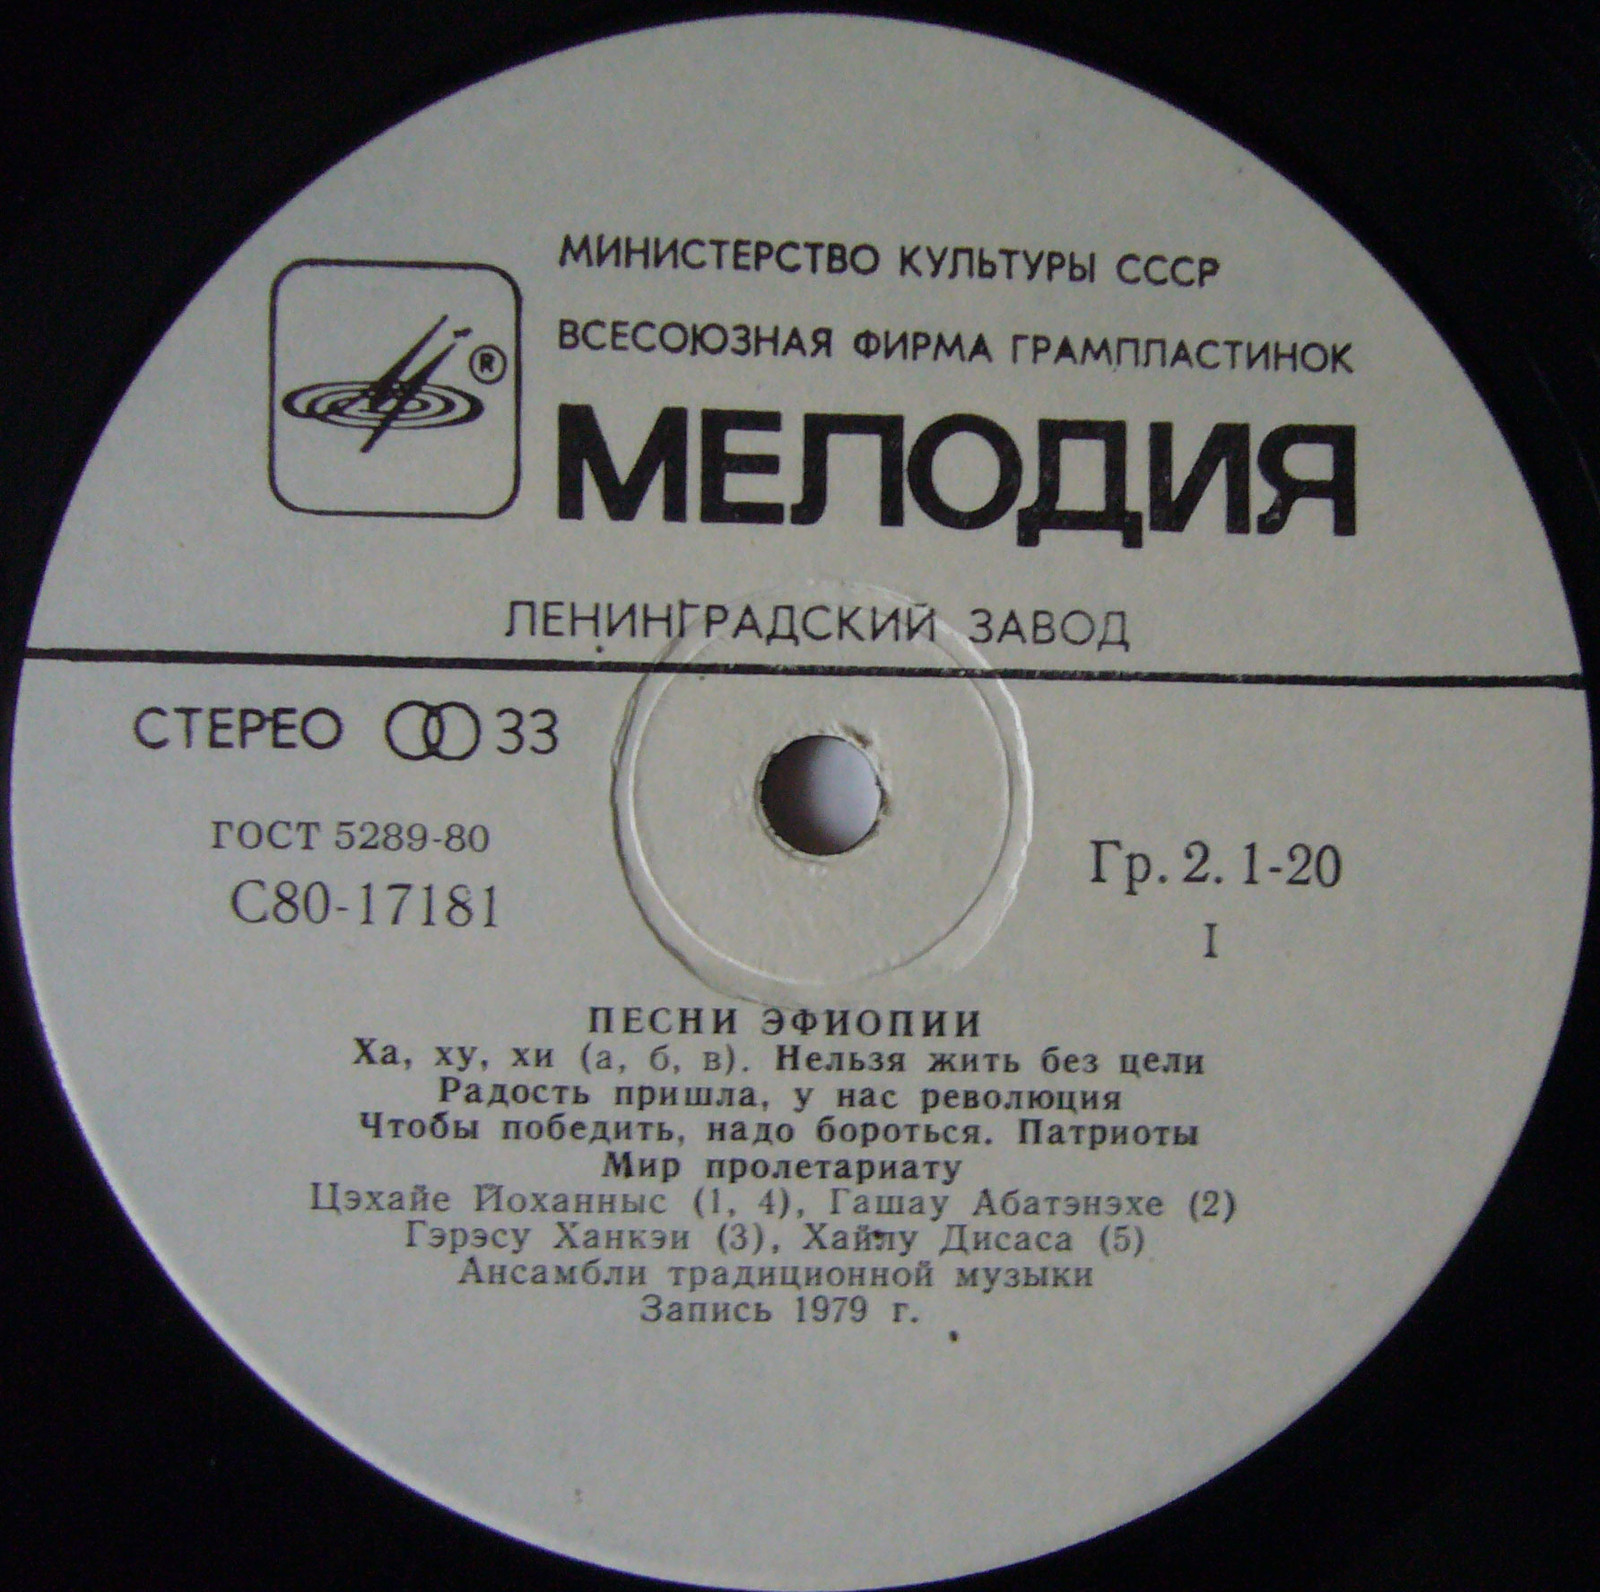 МИНИСТЕРСТВО КУЛЬТУРЫ СССР
ВСЕСОЮЗНАЯ ФИРМА ГРАМПЛАСТИНОК
®
МЕЛОДИЯ
ЛЕНИНГРАДСКИЙ ЗАВОД
СТЕРЕО 33
ГОСТ 5289-80
С80-17181
Гр. 2. 1-20
I
ПЕСНИ ЭФИОПИИ
Ха, ху, хи (а, б, в). Нельзя жить без цели
Радость пришла, у нас революция
Чтобы победить, надо бороться. Патриоты
Мир пролетариату
Цэхайе Йоханныс (1, 4), Гашау Абатэнэхе (2)
Гэрэсу Ханкэи (3), Хайлу Дисаса (5)
Ансамбли традиционной музыки
Запись 1979 г.